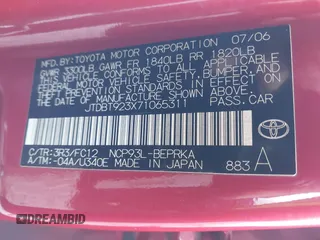 MFD. BY: TOYOTA MOTOR CORPORATION 07/06
GVWR 3330LB GAWR FR 1840LB RR 1820LB
THIS VEHICLE CONFORMS TO ALL APPLICABLE
FEDERAL MOTOR VEHICLE SAFETY, BUMPER, AND
THEFT PREVENTION STANDARDS IN EFFECT ON
THE DATE OF MANUFACTURE SHOWN ABOVE.
JTDBT923X71065311 PASS. CAR
C/TR:3R3/FC12 NCP93L-BEPRKA
A/TM:-04A/U340E MADE IN JAPAN 883 A
TOYOTA
DREAMBID